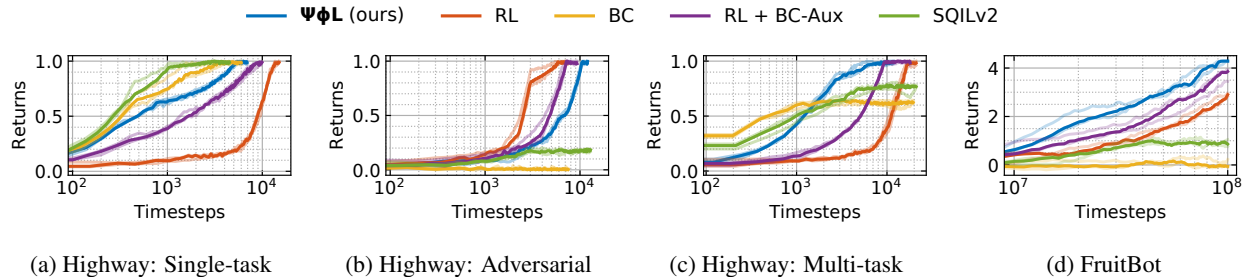 ΨϕL (ours) RL BC RL + BC-Aux SQILv2
Returns
1.0
0.5
0.0
10² 10³ 10⁴
Timesteps
(a) Highway: Single-task
Returns
1.0
0.5
0.0
10² 10³ 10⁴
Timesteps
(b) Highway: Adversarial
Returns
1.0
0.5
0.0
10² 10³ 10⁴
Timesteps
(c) Highway: Multi-task
Returns
4
2
0
10⁷ 10⁸
Timesteps
(d) FruitBot